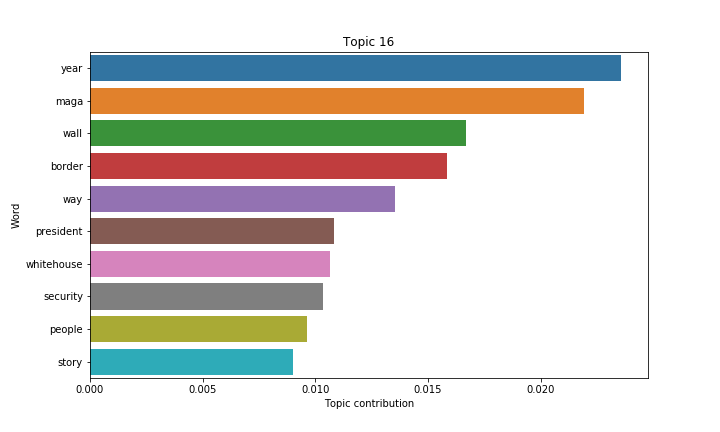 Topic 16
year
maga
wall
border
way
president
whitehouse
security
people
story
Word
0.000 0.005 0.010 0.015 0.020
Topic contribution